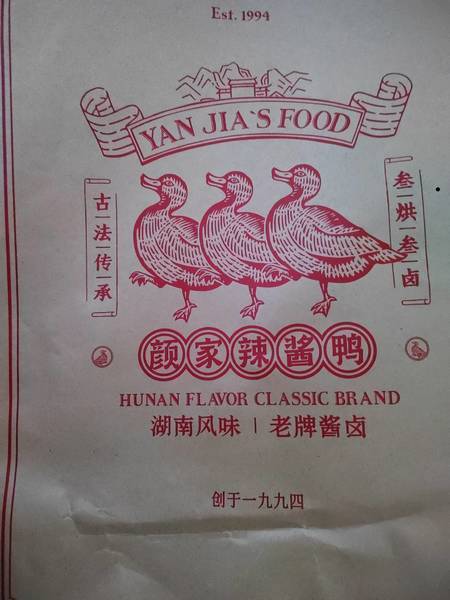 Est. 1994
YAN JIA'S FOOD
古法传承
叁烘叁卤
颜家辣酱鸭
HUNAN FLAVOR CLASSIC BRAND
湖南风味 | 老牌酱卤
创于一九九四